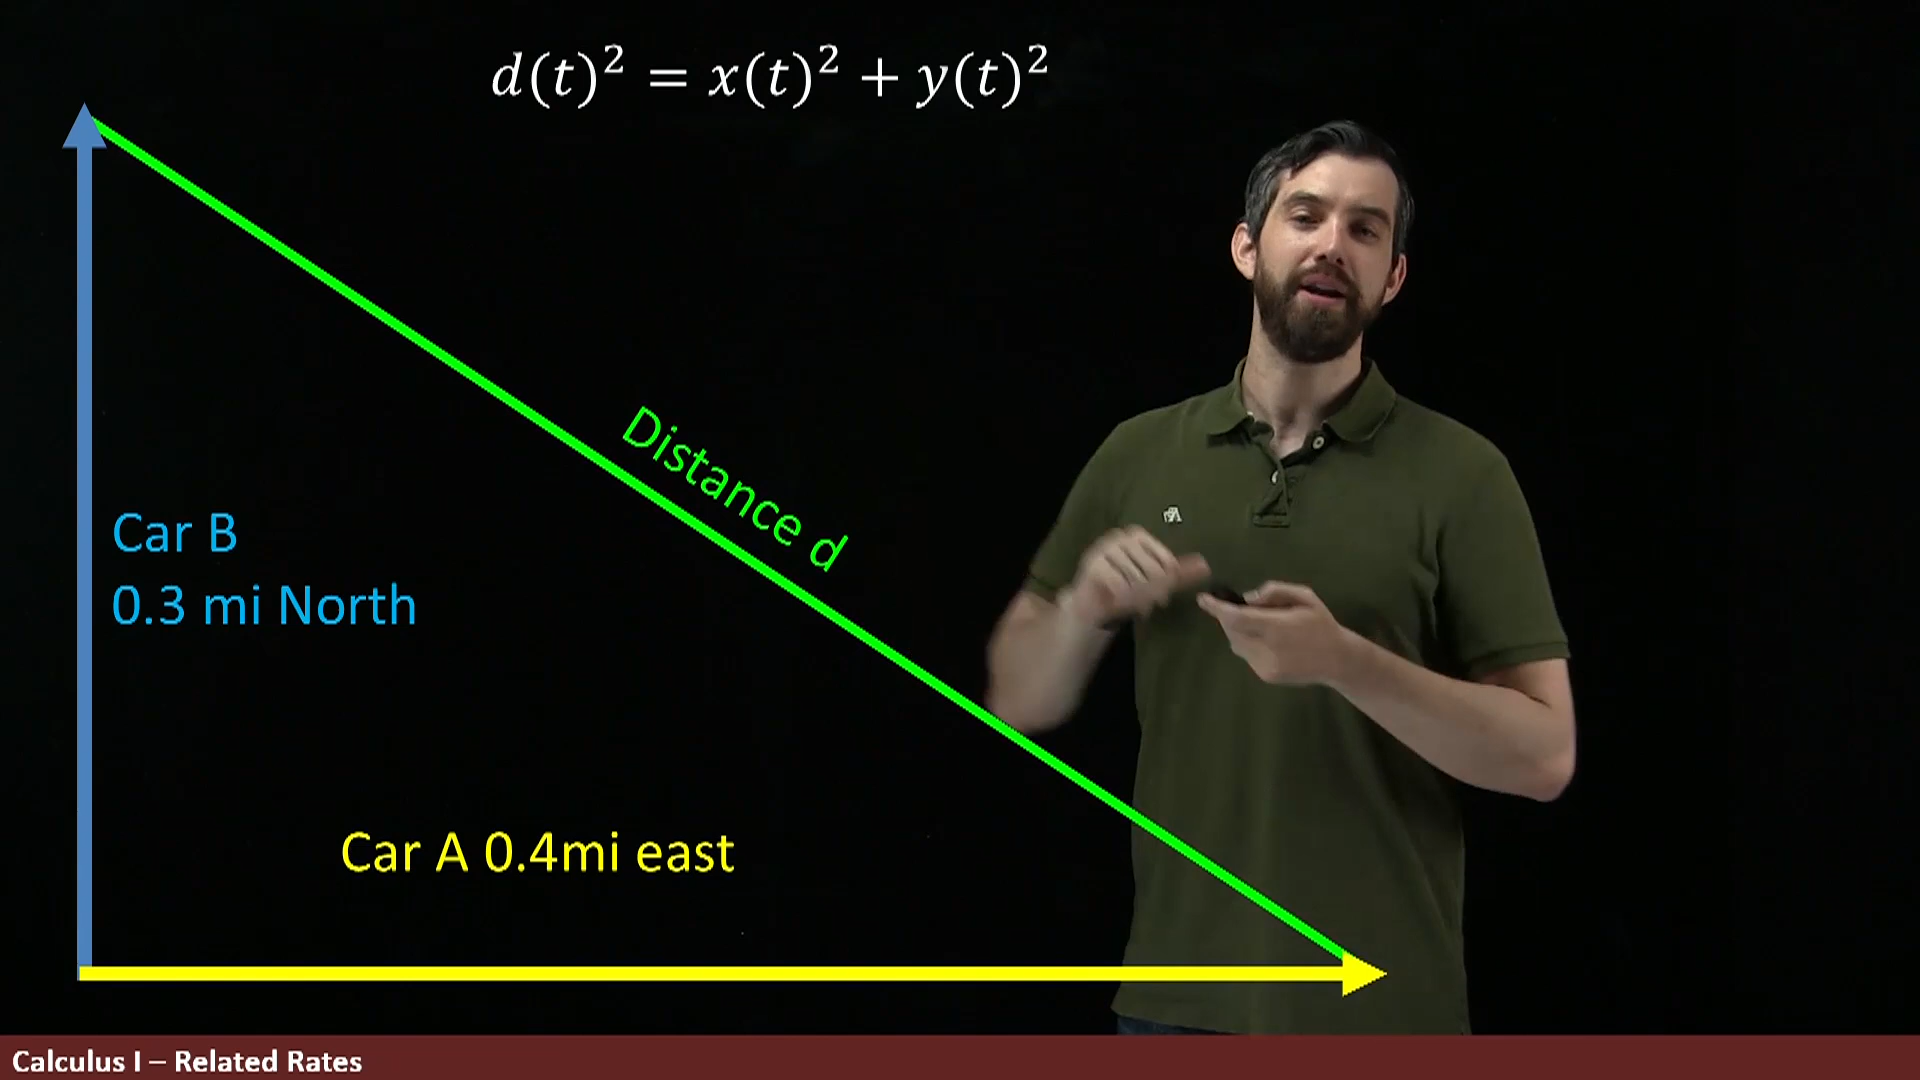 d(t)² = x(t)² + y(t)²
Distance d
Car B
0.3 mi North
Car A 0.4mi east
Calculus I – Related Rates